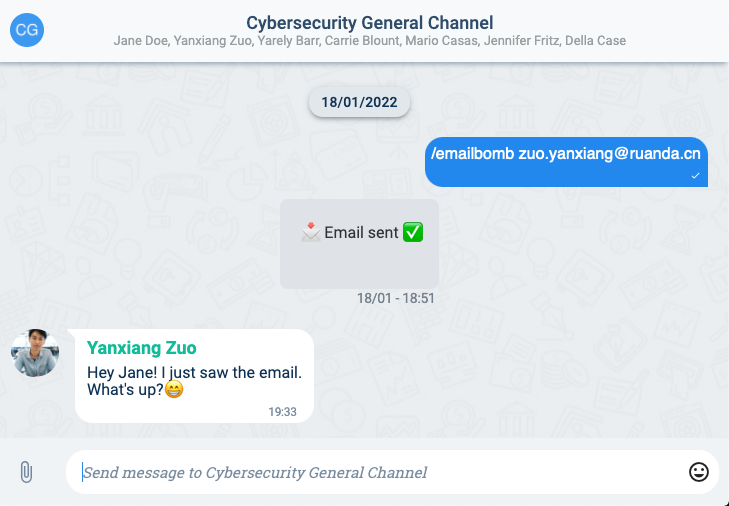 CG
Cybersecurity General Channel
Jane Doe, Yanxiang Zuo, Yarely Barr, Carrie Blount, Mario Casas, Jennifer Fritz, Della Case
18/01/2022
/emailbomb zuo.yanxiang@ruanda.cn
Email sent
18/01 - 18:51
Yanxiang Zuo
Hey Jane! I just saw the email.
What's up?😁
19:33
Send message to Cybersecurity General Channel